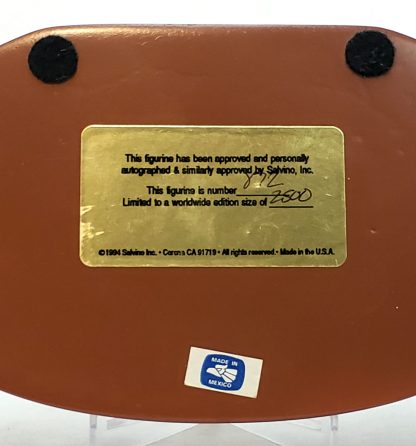 This figurine has been approved and personally
autographed & similarly approved by Salvino, Inc.
This figurine is number 892
Limited to a worldwide edition size of 2500
©1994 Salvino Inc. • Corona CA 91719 • All rights reserved. • Made in the U.S.A.
MADE IN
MEXICO